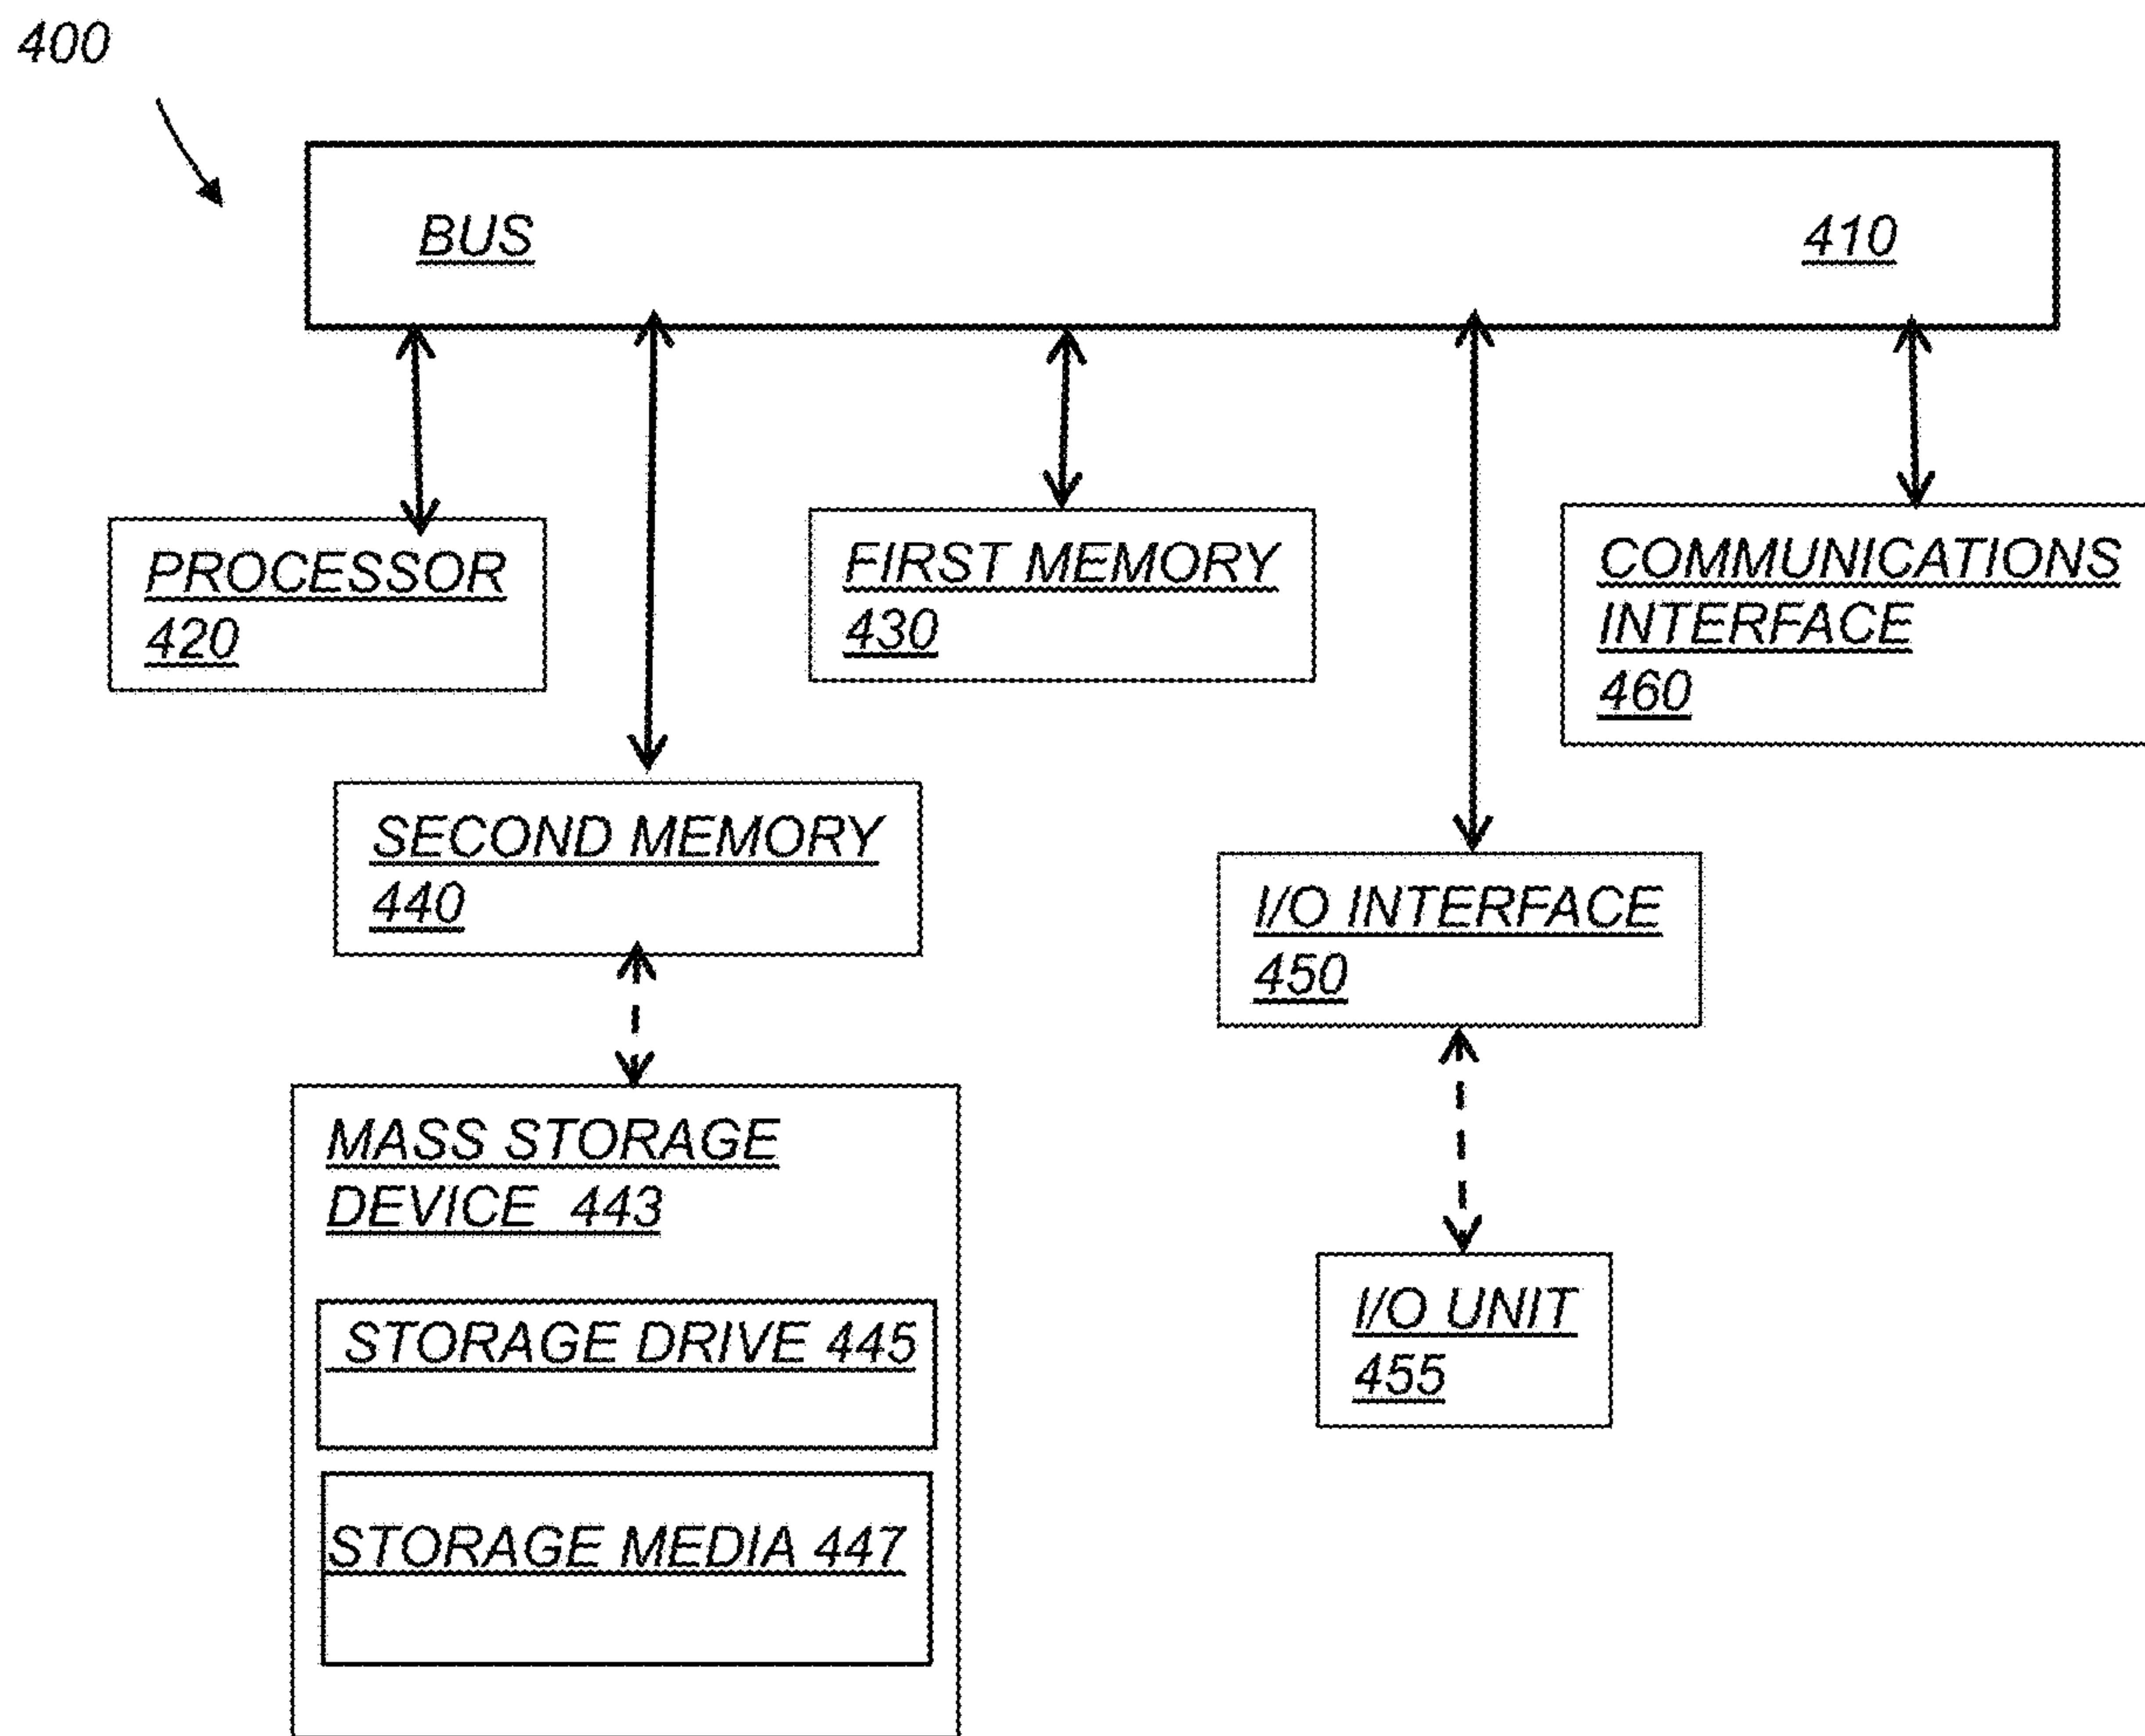 400
BUS 410
PROCESSOR
420
FIRST MEMORY
430
COMMUNICATIONS
INTERFACE
460
SECOND MEMORY
440
I/O INTERFACE
450
MASS STORAGE
DEVICE 443
STORAGE DRIVE 445
STORAGE MEDIA 447
I/O UNIT
455